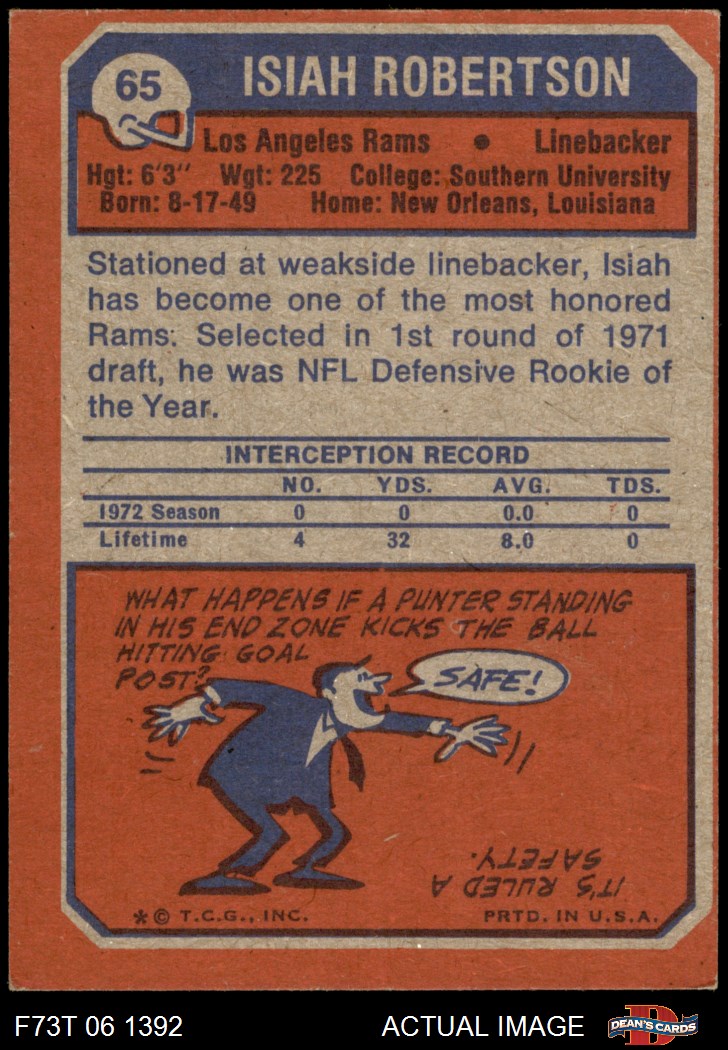 65
ISIAH ROBERTSON
Los Angeles Rams • Linebacker
Hgt: 6'3" Wgt: 225 College: Southern University
Born: 8-17-49 Home: New Orleans, Louisiana
Stationed at weakside linebacker, Isiah
has become one of the most honored
Rams. Selected in 1st round of 1971
draft, he was NFL Defensive Rookie of
the Year.
INTERCEPTION RECORD
NO. YDS. AVG. TDS.
1972 Season 0 0 0.0 0
Lifetime 4 32 8.0 0
WHAT HAPPENS IF A PUNTER STANDING
IN HIS END ZONE KICKS THE BALL
HITTING GOAL
POST?
SAFE!
IT'S RULED A
SAFETY.
*© T.C.G., INC. PRTD. IN U.S.A.
F73T 06 1392 ACTUAL IMAGE
D
DEAN'S CARDS